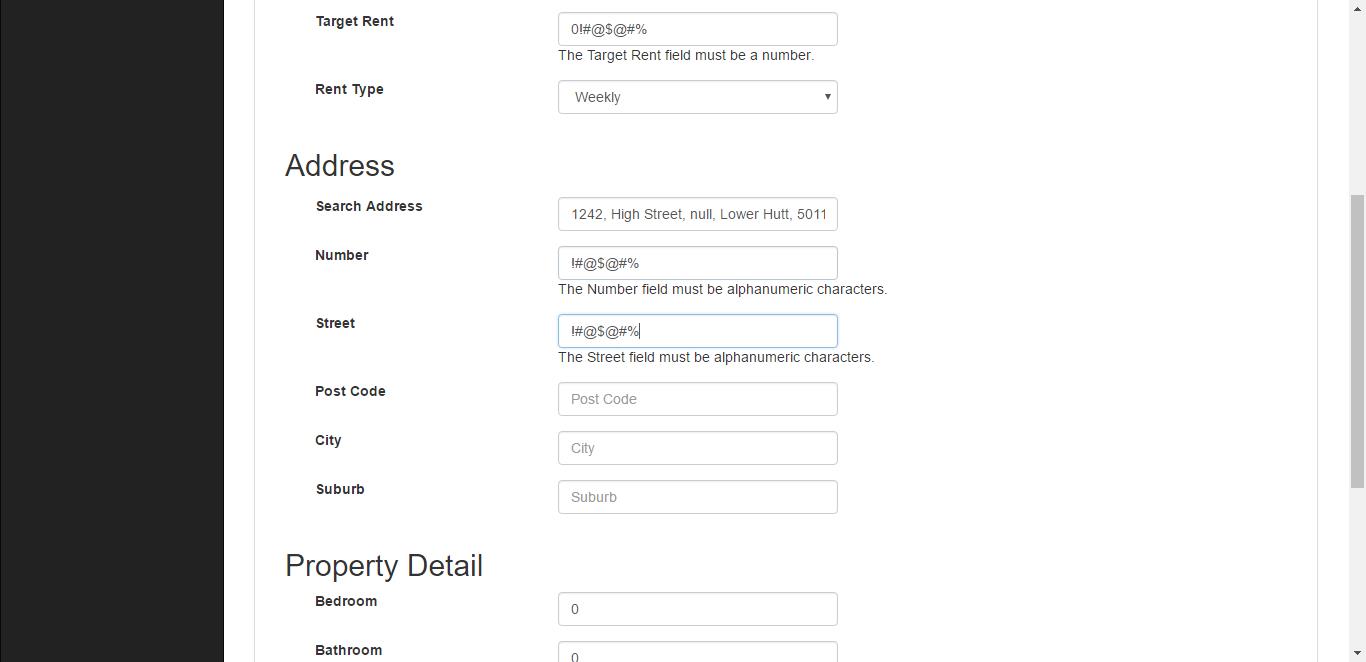 Target Rent
0!#@$@#%
The Target Rent field must be a number.
Rent Type
Weekly
Address
Search Address
1242, High Street, null, Lower Hutt, 5011
Number
!#@$@#%
The Number field must be alphanumeric characters.
Street
!#@$@#%
The Street field must be alphanumeric characters.
Post Code
Post Code
City
City
Suburb
Suburb
Property Detail
Bedroom
0
Bathroom
0